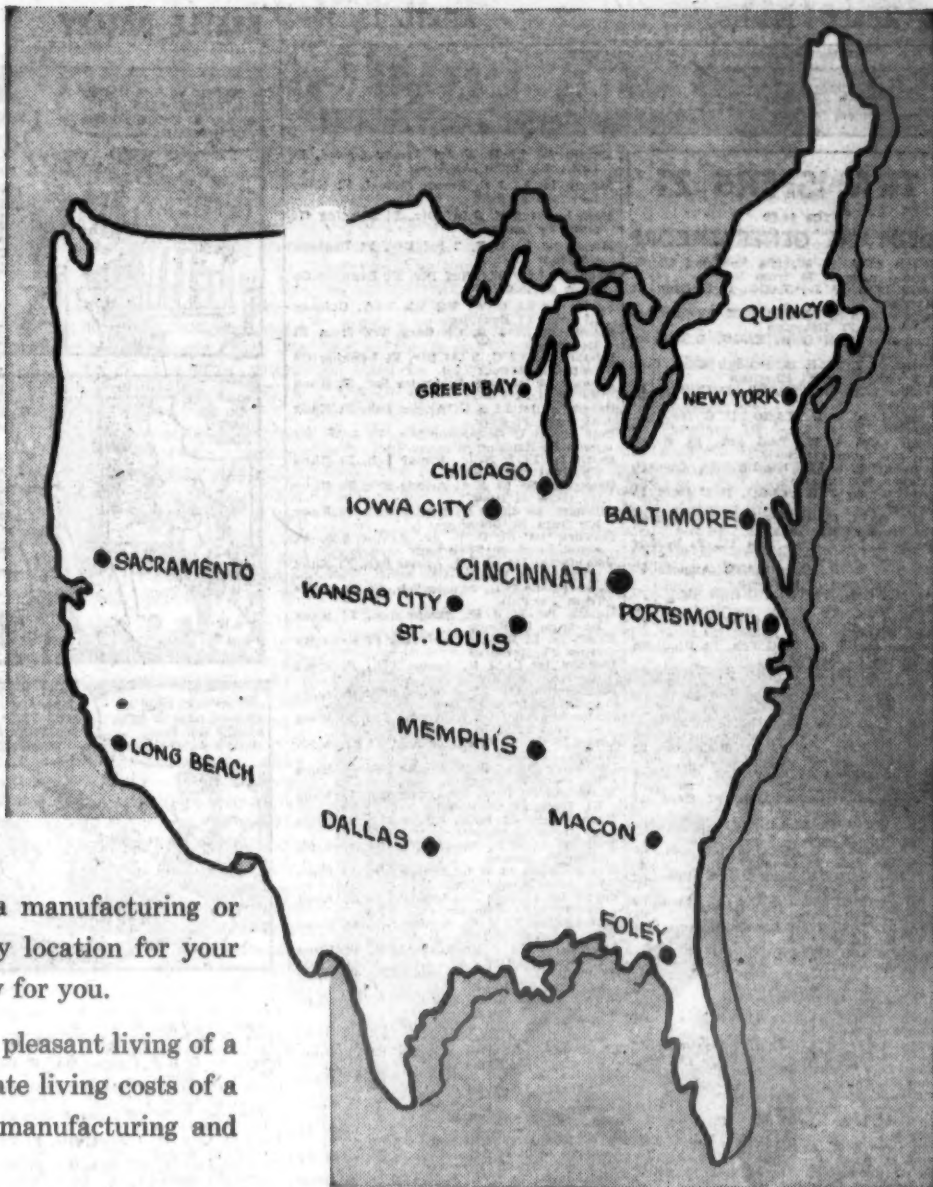 QUINCY
GREEN BAY
NEW YORK
CHICAGO
IOWA CITY
BALTIMORE
SACRAMENTO
CINCINNATI
KANSAS CITY
PORTSMOUTH
ST. LOUIS
MEMPHIS
LONG BEACH
DALLAS
MACON
FOLEY
a manufacturing or
y location for your
for you.
pleasant living of a
ate living costs of a
manufacturing and